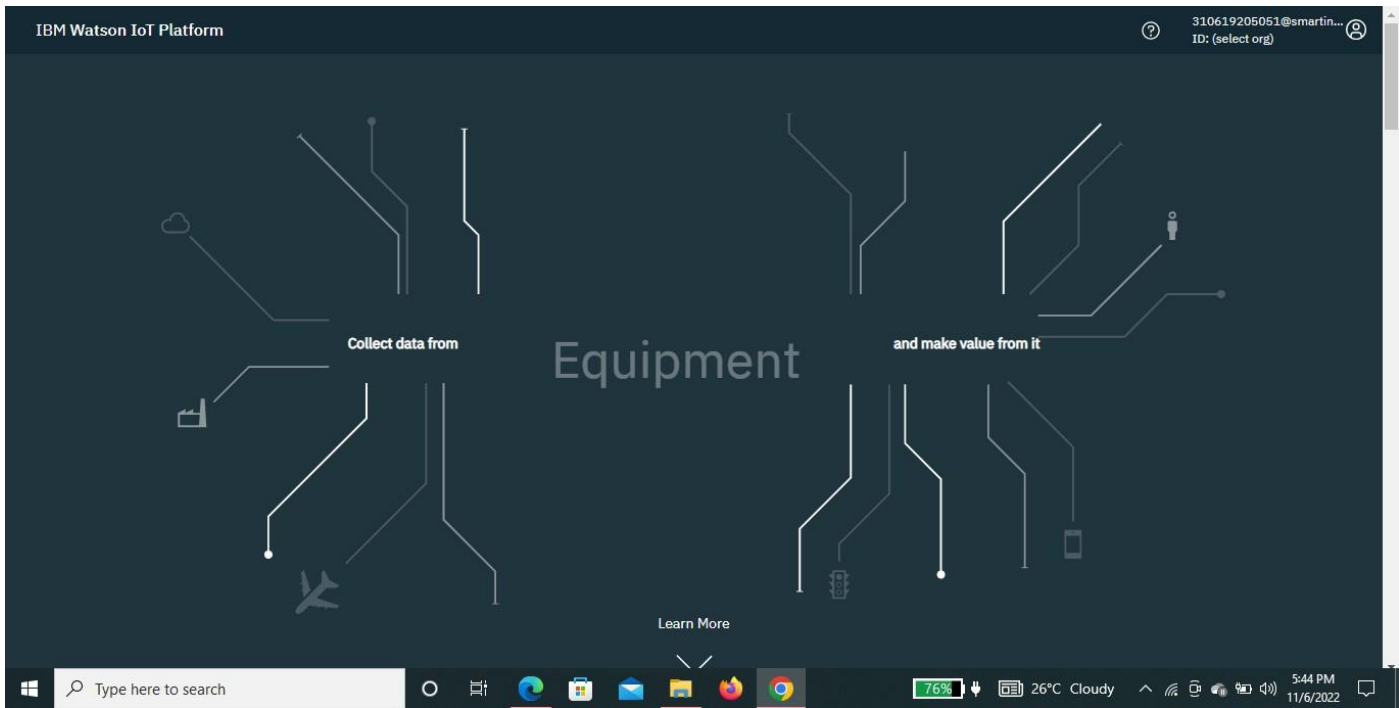 IBM Watson IoT Platform
310619205051@smartin...
ID: (select org)
Collect data from
Equipment
and make value from it
Learn More
Type here to search
76%
26°C Cloudy
5:44 PM
11/6/2022